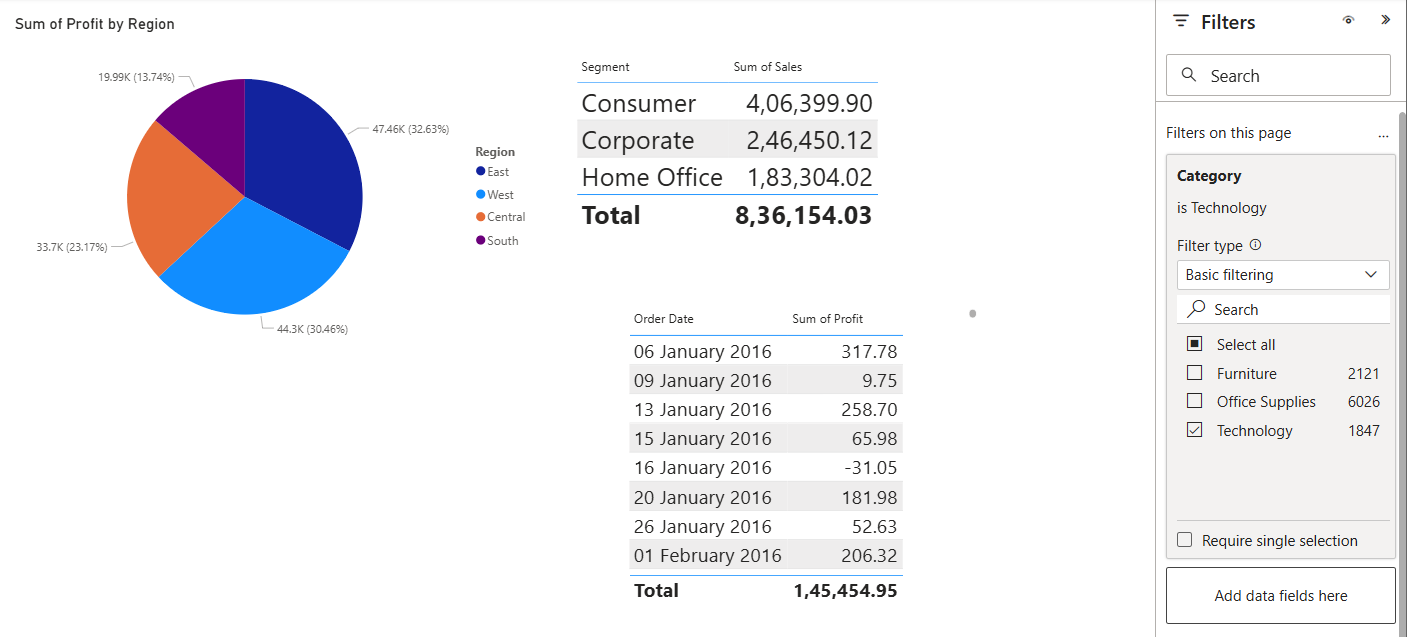 Sum of Profit by Region
19.99K (13.74%)
47.46K (32.63%)
33.7K (23.17%)
44.3K (30.46%)
Region
East
West
Central
South
Segment Sum of Sales
Consumer 4,06,399.90
Corporate 2,46,450.12
Home Office 1,83,304.02
Total 8,36,154.03
Order Date Sum of Profit
06 January 2016 317.78
09 January 2016 9.75
13 January 2016 258.70
15 January 2016 65.98
16 January 2016 -31.05
20 January 2016 181.98
26 January 2016 52.63
01 February 2016 206.32
Total 1,45,454.95
Filters
Search
Filters on this page ...
Category
is Technology
Filter type
Basic filtering
Search
Select all
Furniture 2121
Office Supplies 6026
Technology 1847
Require single selection
Add data fields here